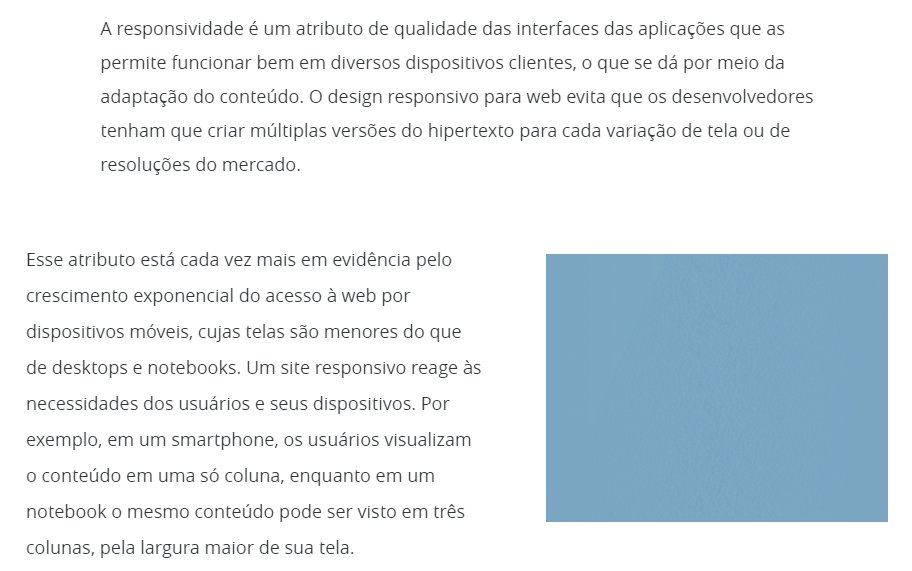 A responsividade é um atributo de qualidade das interfaces das aplicações que as
permite funcionar bem em diversos dispositivos clientes, o que se dá por meio da
adaptação do conteúdo. O design responsivo para web evita que os desenvolvedores
tenham que criar múltiplas versões do hipertexto para cada variação de tela ou de
resoluções do mercado.
Esse atributo está cada vez mais em evidência pelo
crescimento exponencial do acesso à web por
dispositivos móveis, cujas telas são menores do que
de desktops e notebooks. Um site responsivo reage às
necessidades dos usuários e seus dispositivos. Por
exemplo, em um smartphone, os usuários visualizam
o conteúdo em uma só coluna, enquanto em um
notebook o mesmo conteúdo pode ser visto em três
colunas, pela largura maior de sua tela.